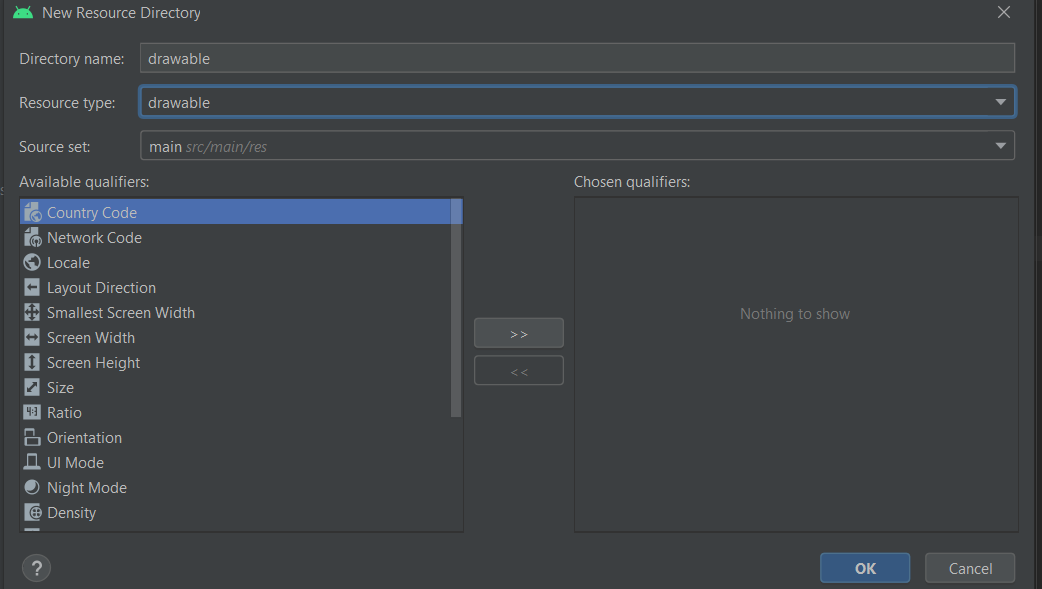 New Resource Directory
Directory name: drawable
Resource type: drawable
Source set: main src/main/res
Available qualifiers:
Chosen qualifiers:
Country Code
Network Code
Locale
Layout Direction
Smallest Screen Width
Screen Width
Screen Height
Size
Ratio
Orientation
UI Mode
Night Mode
Density
>>
<<
Nothing to show
?
OK
Cancel